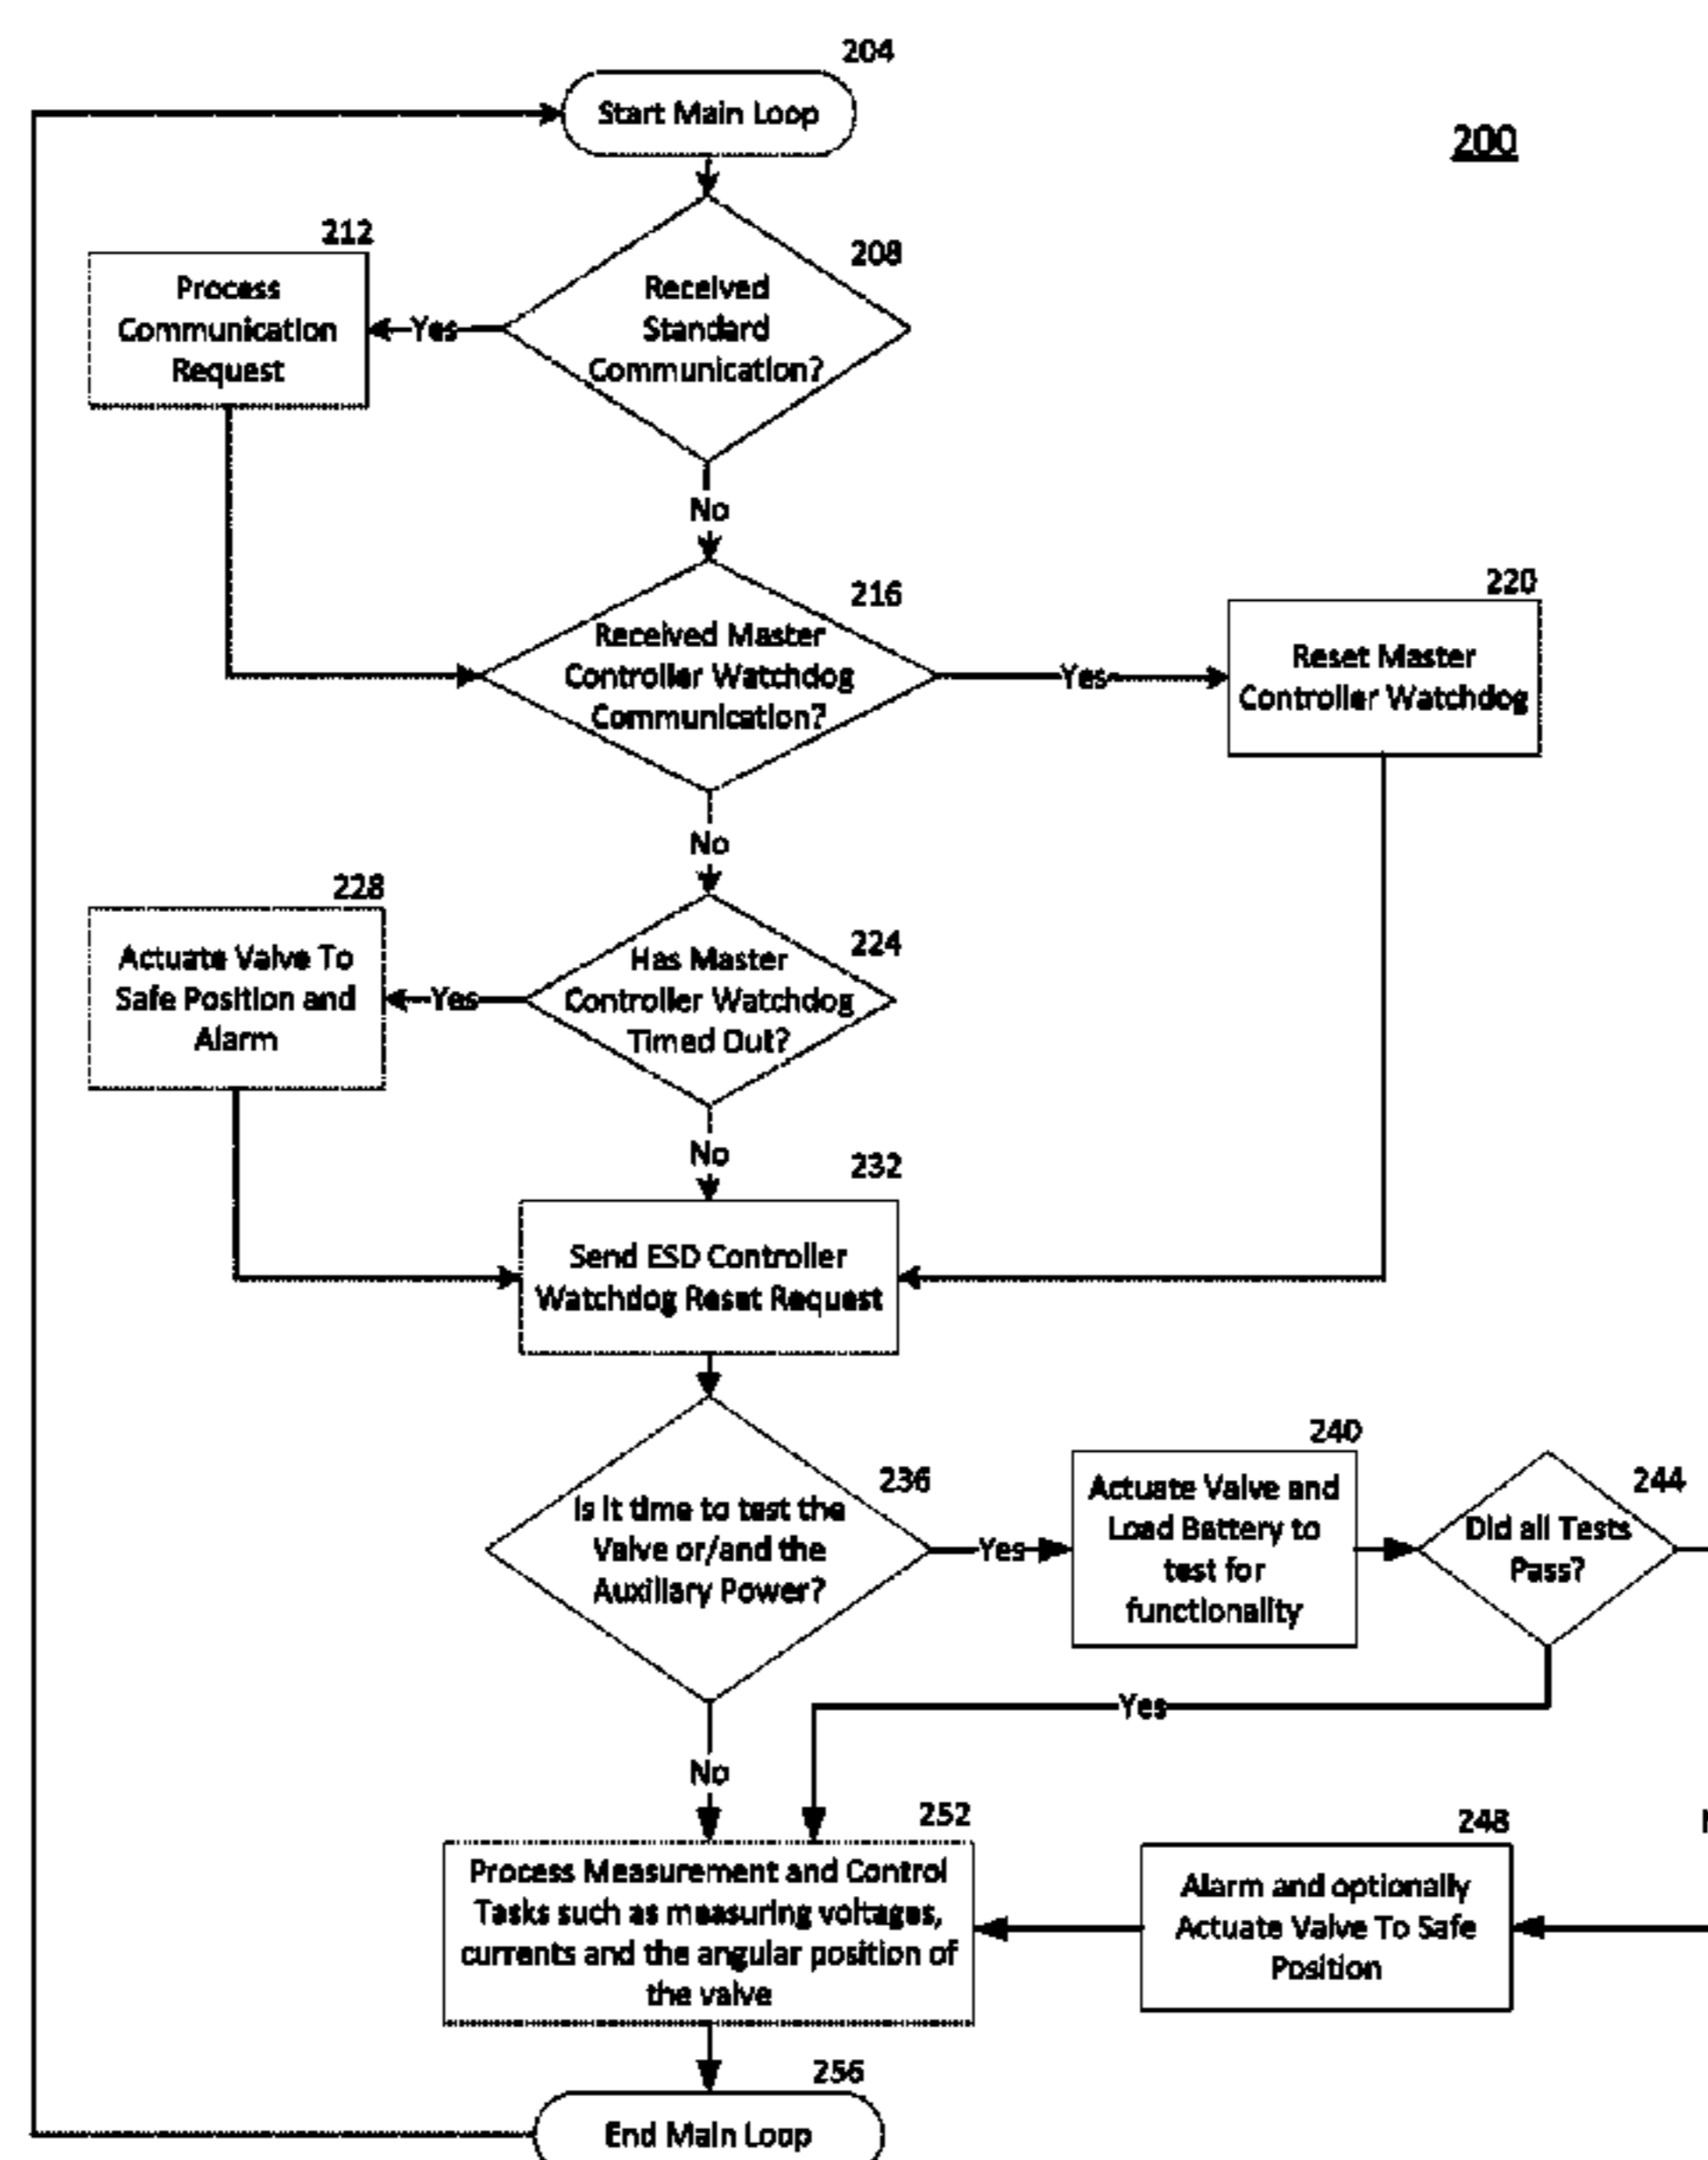 204
Start Main Loop
200
212
Process
Communication
Request
208
Received
Standard
Communication?
Yes
No
216
Received Master
Controller Watchdog
Communication?
Yes
220
Reset Master
Controller Watchdog
No
228
Actuate Valve To
Safe Position and
Alarm
224
Has Master
Controller Watchdog
Timed Out?
Yes
No
232
Send ESD Controller
Watchdog Reset Request
236
Is it time to test the
Valve or/and the
Auxiliary Power?
Yes
240
Actuate Valve and
Load Battery to
test for
functionality
244
Did all Tests
Pass?
Yes
No
252
Process Measurement and Control
Tasks such as measuring voltages,
currents and the angular position of
the valve
248
Alarm and optionally
Actuate Valve To Safe
Position
256
End Main Loop